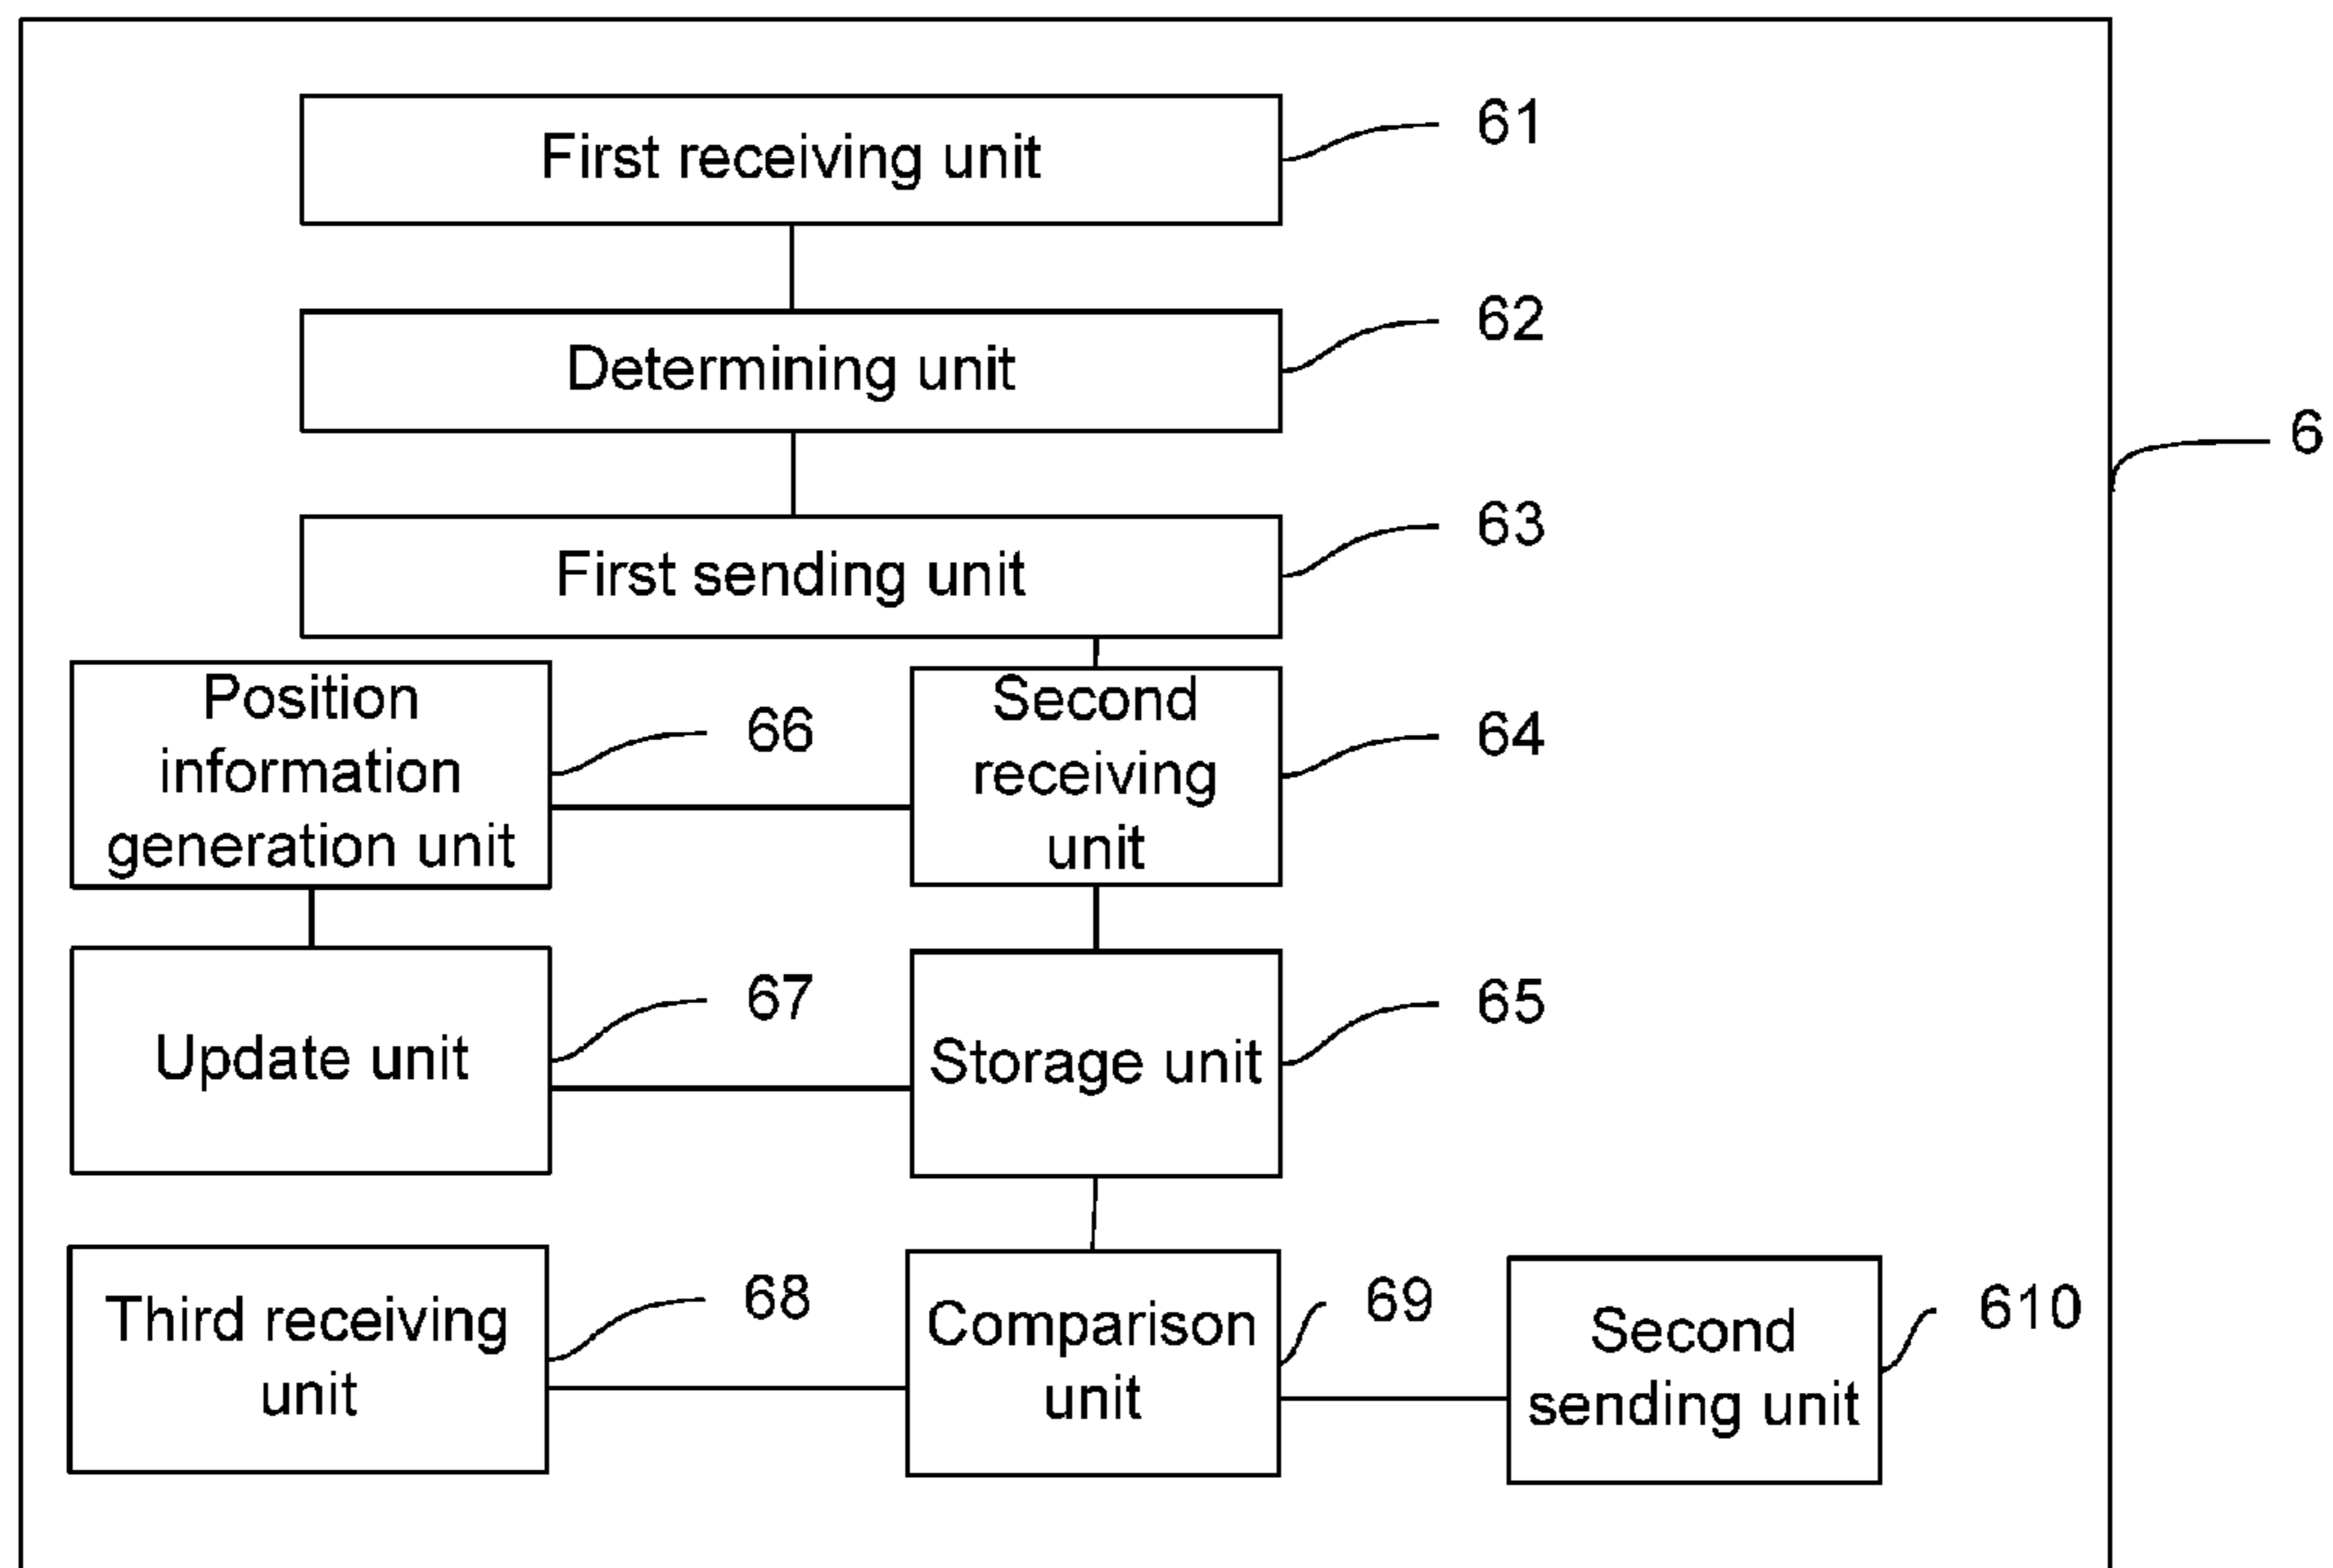 First receiving unit
61
Determining unit
62
6
First sending unit
63
Position
information
generation unit
66
Second
receiving
unit
64
Update unit
67
Storage unit
65
Third receiving
unit
68
Comparison
unit
69
Second
sending unit
610